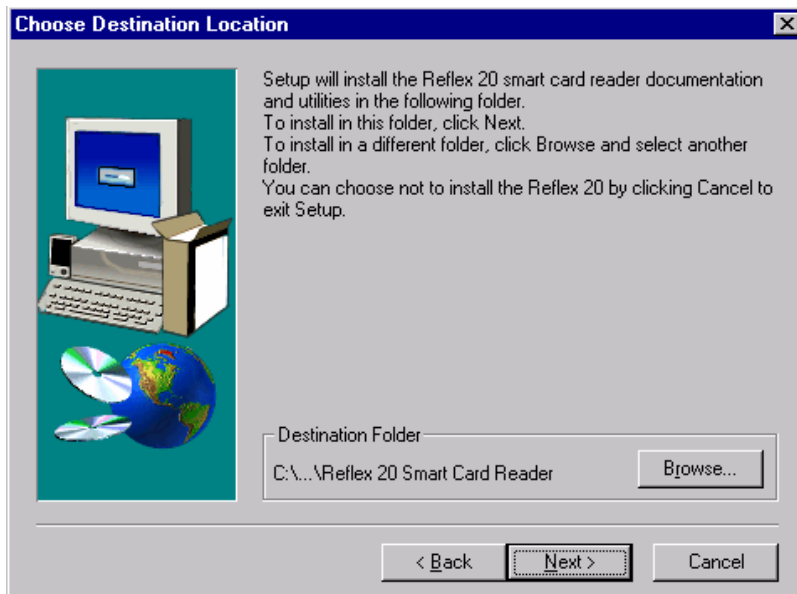 Choose Destination Location
Setup will install the Reflex 20 smart card reader documentation
and utilities in the following folder.
To install in this folder, click Next.
To install in a different folder, click Browse and select another
folder.
You can choose not to install the Reflex 20 by clicking Cancel to
exit Setup.
Destination Folder
C:\...\Reflex 20 Smart Card Reader
Browse...
< Back
Next >
Cancel